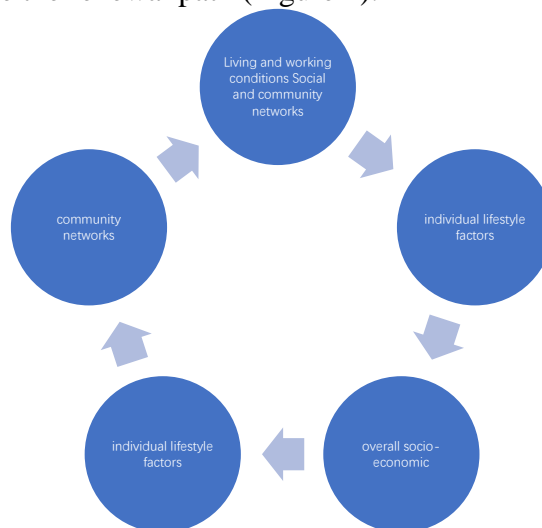 Living and working
conditions Social
and community
networks
individual lifestyle
factors
overall socio-
economic
individual lifestyle
factors
community
networks